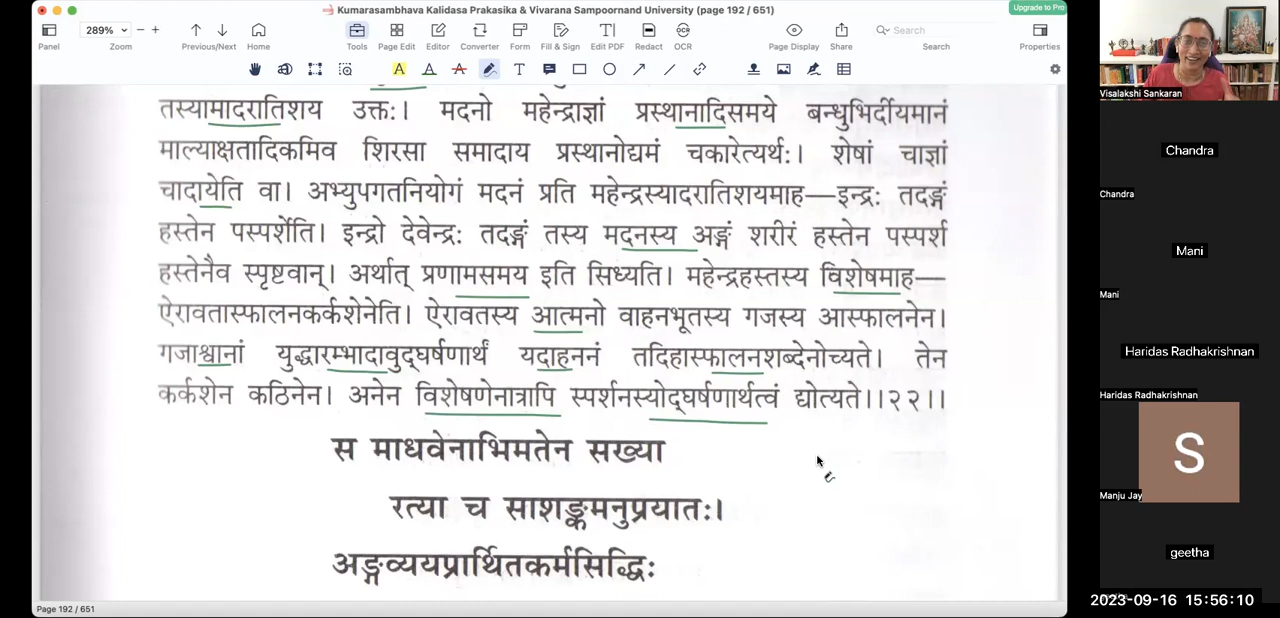 Kumarasambhava Kalidasa Prakasika & Vivarana Sampoornand University (page 192 / 651)
Upgrade to Pro
289%
Panel
Zoom
Previous/Next
Home
Tools
Page Edit
Editor
Converter
Form
Fill & Sign
Edit PDF
Redact
OCR
Page Display
Share
Search
Search
Properties
तस्यामादरातिशय उक्तः। मदनो महेन्द्राज्ञां प्रस्थानादिसमये बन्धुभिर्दीयमानं
माल्याक्षतादिकमिव शिरसा समादाय प्रस्थानोद्यमं चकारेत्यर्थः। शेषां चाज्ञां
चादायेति वा। अभ्युपगतनियोगं मदनं प्रति महेन्द्रस्यादरातिशयमाह—इन्द्रः तदङ्गं
हस्तेन पस्पर्शेति। इन्द्रो देवेन्द्रः तदङ्गं तस्य मदनस्य अङ्गं शरीरं हस्तेन पस्पर्श
हस्तेनैव स्पृष्टवान्। अर्थात् प्रणामसमय इति सिध्यति। महेन्द्रहस्तस्य विशेषमाह—
ऐरावतास्फालनकर्कशेनेति। ऐरावतस्य आत्मनो वाहनभूतस्य गजस्य आस्फालनेन।
गजाश्वानां युद्धारम्भादावुद्घर्षणार्थं यदाहननं तदिहास्फालनशब्देनोच्यते। तेन
कर्कशेन कठिनेन। अनेन विशेषणेनात्रापि स्पर्शनस्योद्घर्षणार्थत्वं द्योत्यते।।२२।।
स माधवेनाभिमतेन सख्या
रत्या च साशङ्कमनुप्रयातः।
अङ्गव्ययप्रार्थितकर्मसिद्धिः
Page 192 / 651
Visalakshi Sankaran
Chandra
Chandra
Mani
Mani
Haridas Radhakrishnan
Haridas Radhakrishnan
S
Manju Jay
geetha
2023-09-16 15:56:10